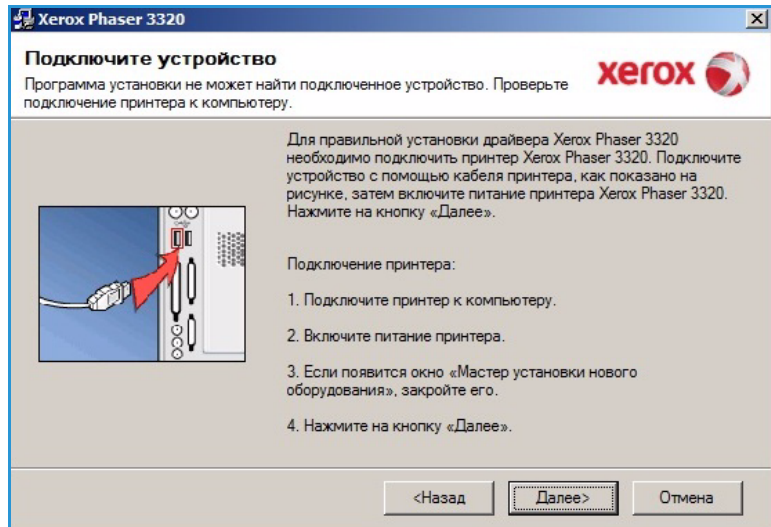 Xerox Phaser 3320
Подключите устройство
Программа установки не может найти подключенное устройство. Проверьте
подключение принтера к компьютеру.
xerox
Для правильной установки драйвера Xerox Phaser 3320
необходимо подключить принтер Xerox Phaser 3320. Подключите
устройство с помощью кабеля принтера, как показано на
рисунке, затем включите питание принтера Xerox Phaser 3320.
Нажмите на кнопку «Далее».
Подключение принтера:
1. Подключите принтер к компьютеру.
2. Включите питание принтера.
3. Если появится окно «Мастер установки нового
оборудования», закройте его.
4. Нажмите на кнопку «Далее».
<Назад
Далее>
Отмена